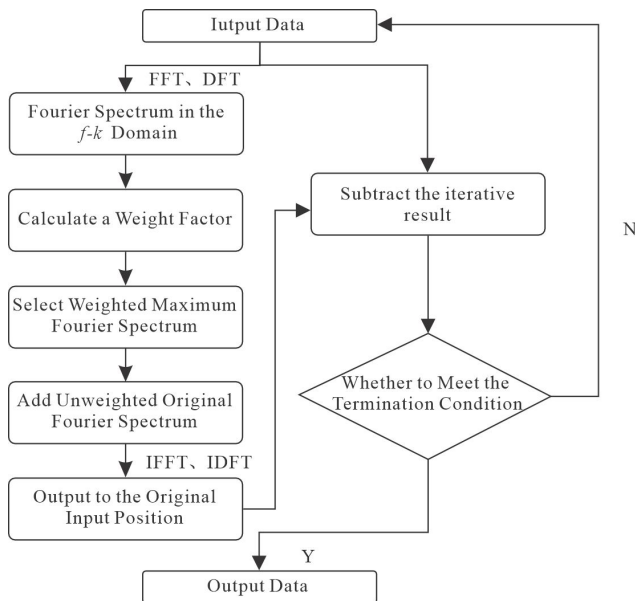 Iutput Data
FFT、DFT
Fourier Spectrum in the
f-k Domain
Calculate a Weight Factor
Select Weighted Maximum
Fourier Spectrum
Add Unweighted Original
Fourier Spectrum
IFFT、IDFT
Output to the Original
Input Position
Subtract the iterative
result
N
Whether to Meet the
Termination Condition
Y
Output Data